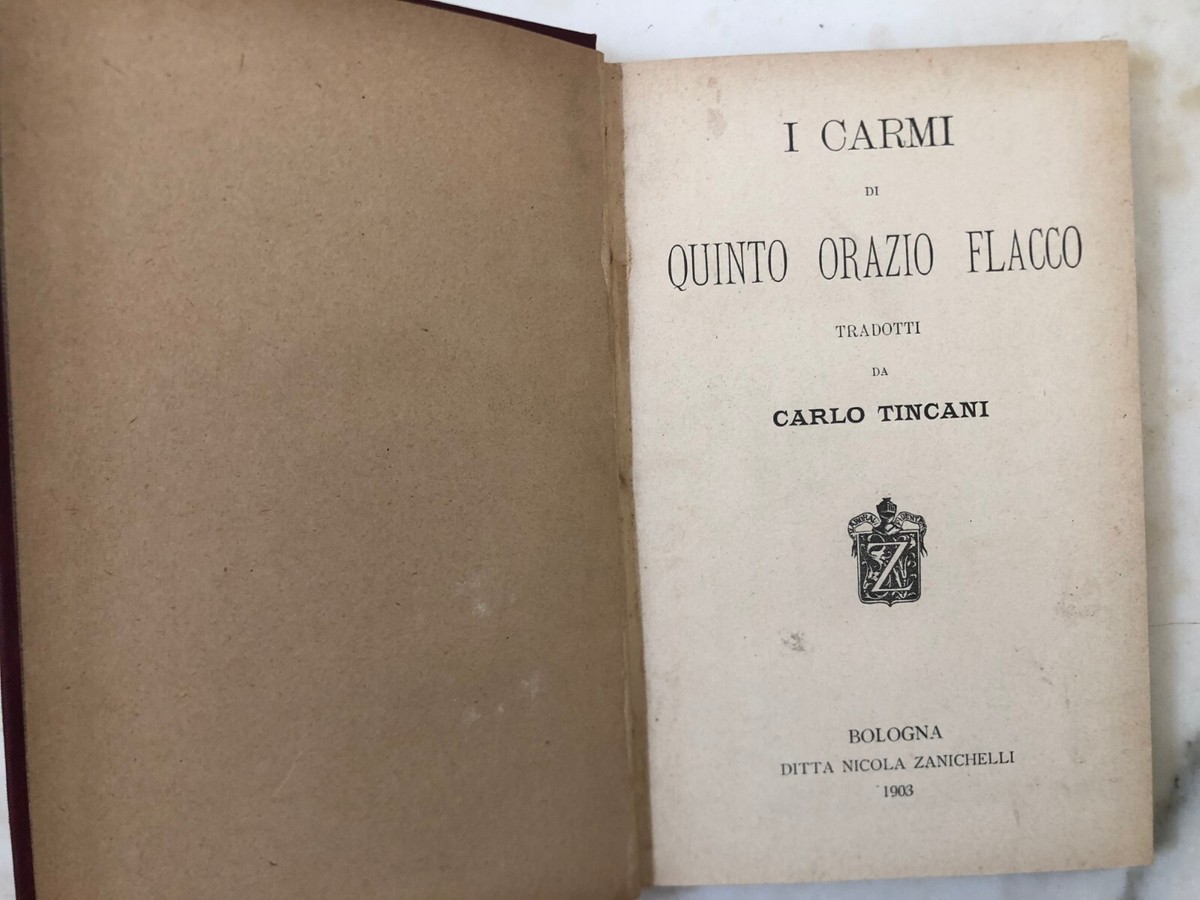 I CARMI
DI
QUINTO ORAZIO FLACCO
TRADOTTI
DA
CARLO TINCANI
Z
BOLOGNA
DITTA NICOLA ZANICHELLI
1903